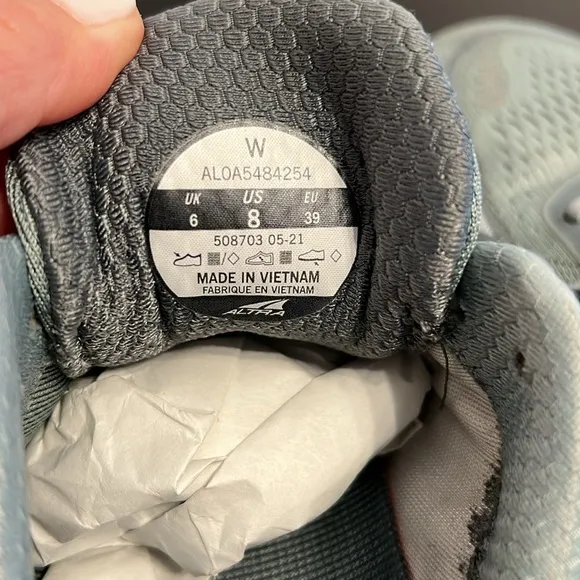 W
AL0A5484254
UK US EU
6 8 39
508703 05-21
MADE IN VIETNAM
FABRIQUE EN VIETNAM
ALTRA